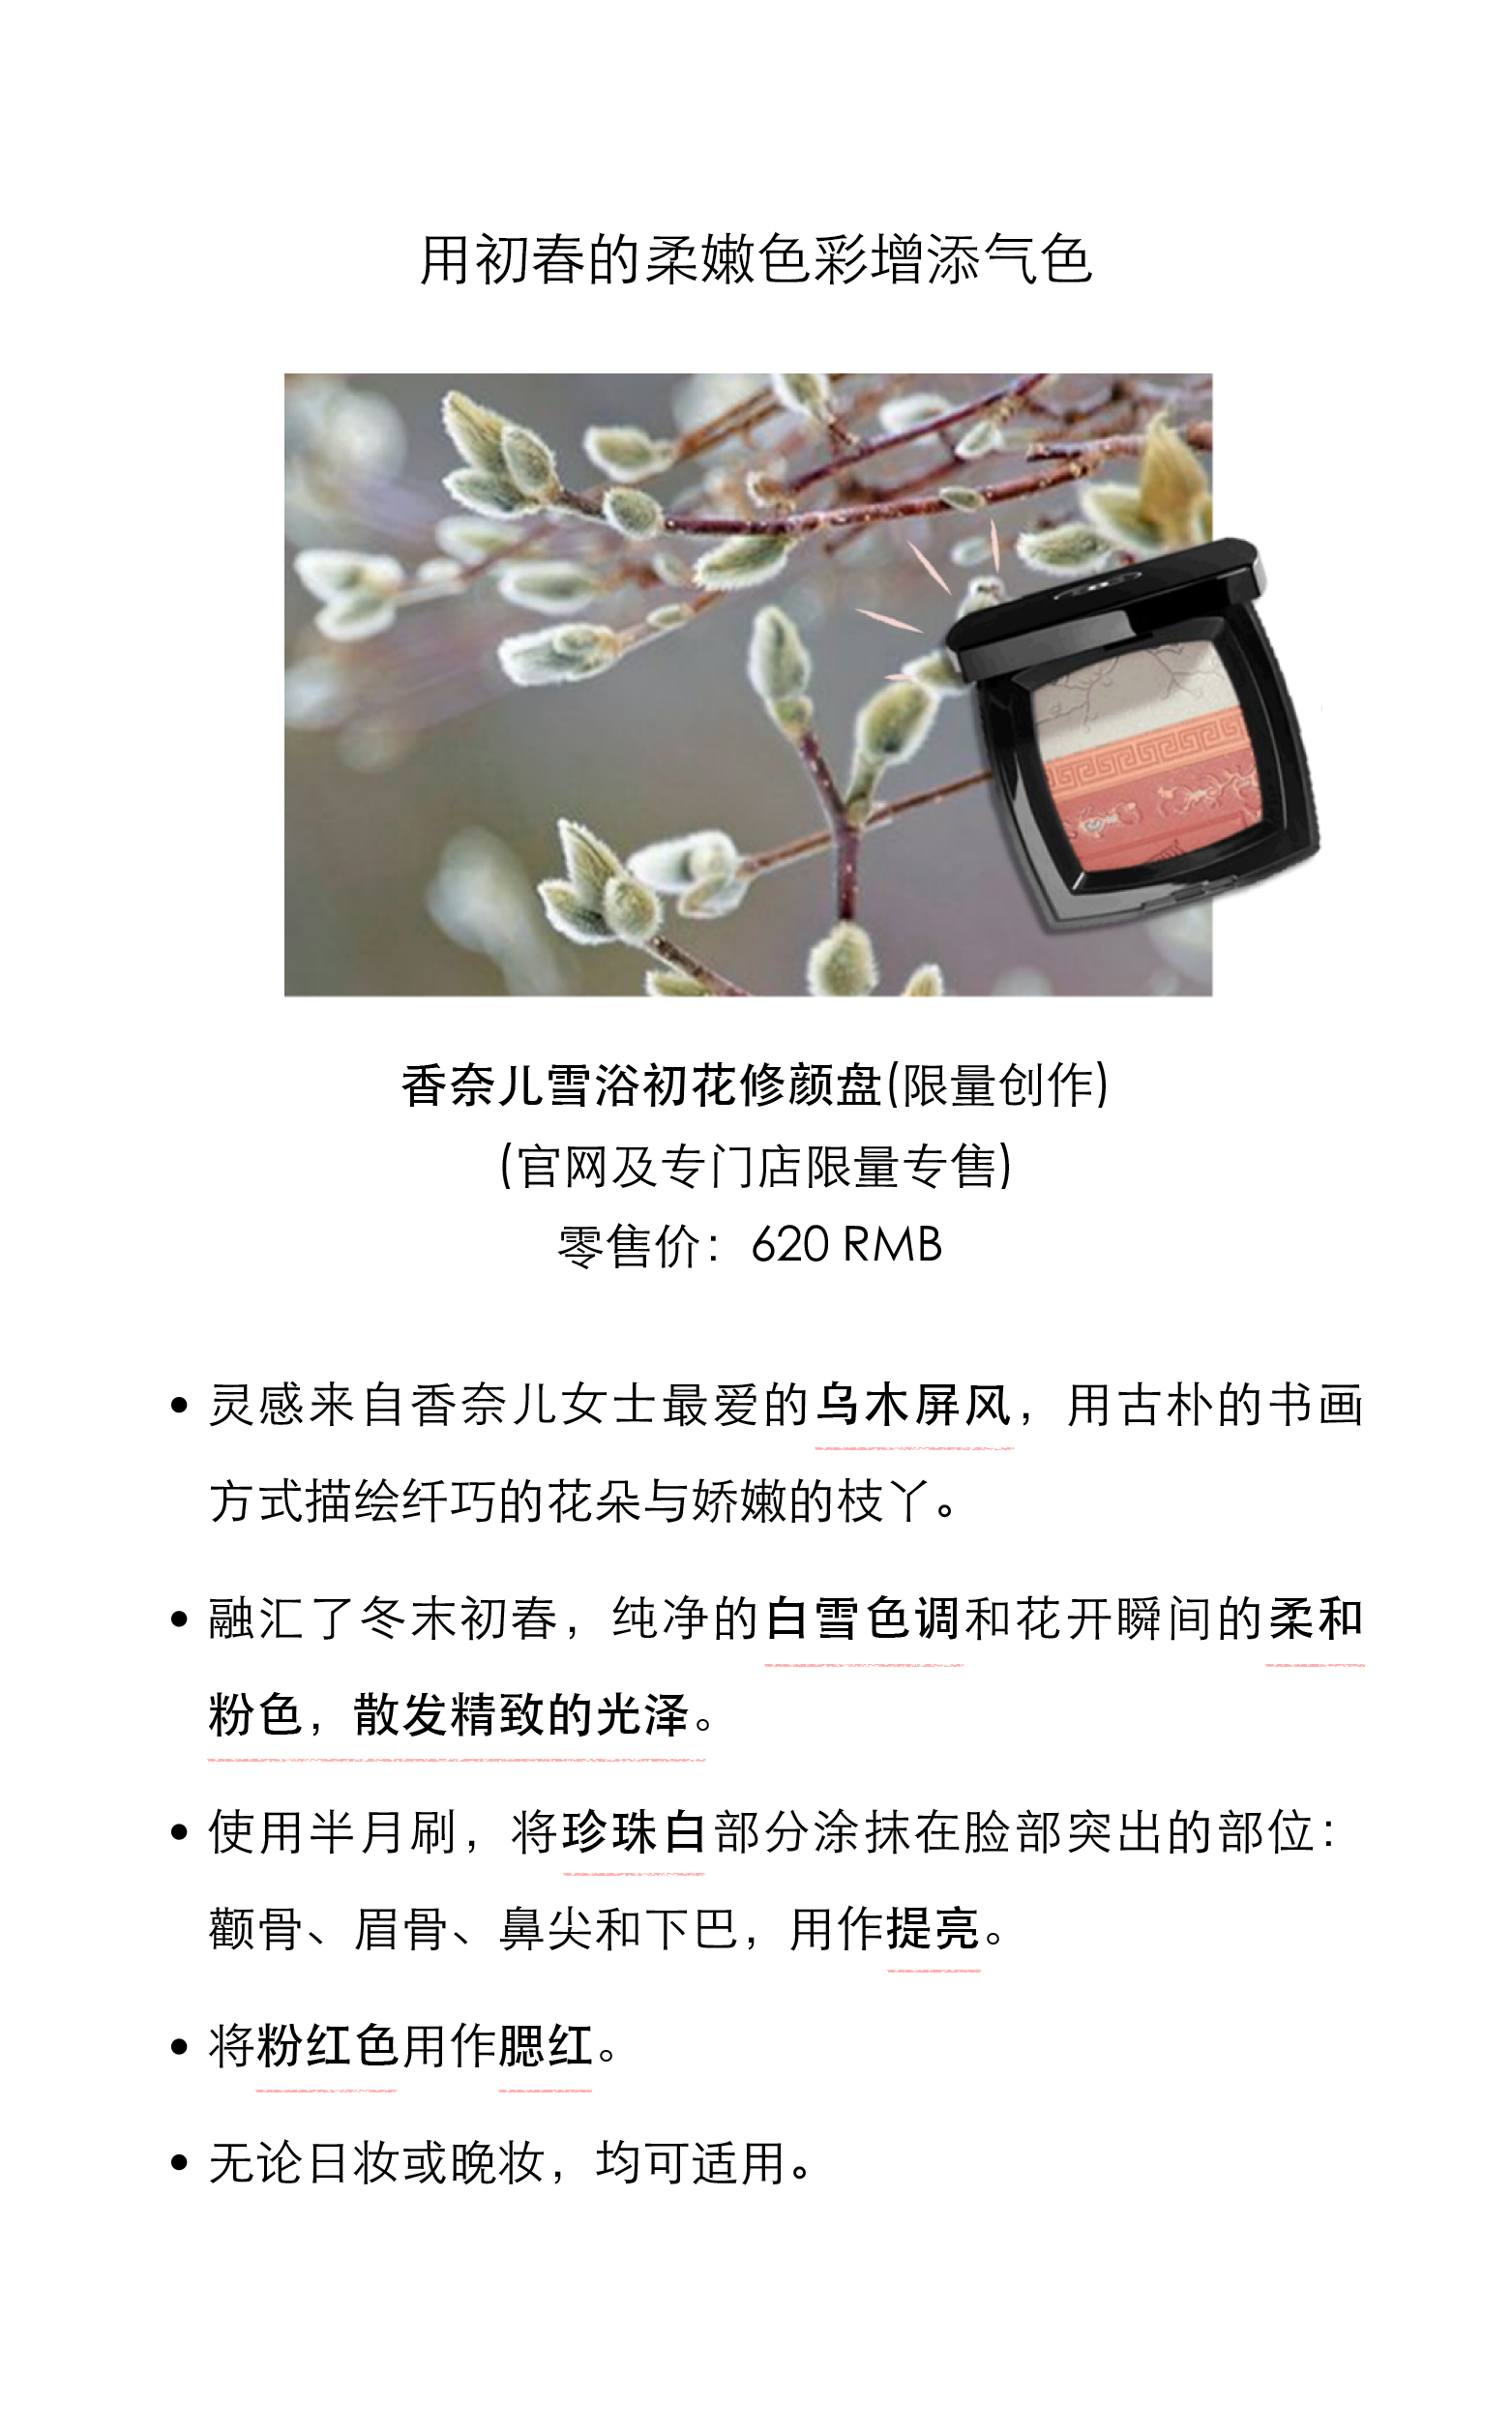 用初春的柔嫩色彩增添气色
香奈儿雪浴初花修颜盘(限量创作)
(官网及专门店限量专售)
零售价：620 RMB
• 灵感来自香奈儿女士最爱的乌木屏风，用古朴的书画
方式描绘纤巧的花朵与娇嫩的枝丫。
• 融汇了冬末初春，纯净的白雪色调和花开瞬间的柔和
粉色，散发精致的光泽。
• 使用半月刷，将珍珠白部分涂抹在脸部突出的部位：
颧骨、眉骨、鼻尖和下巴，用作提亮。
• 将粉红色用作腮红。
• 无论日妆或晚妆，均可适用。